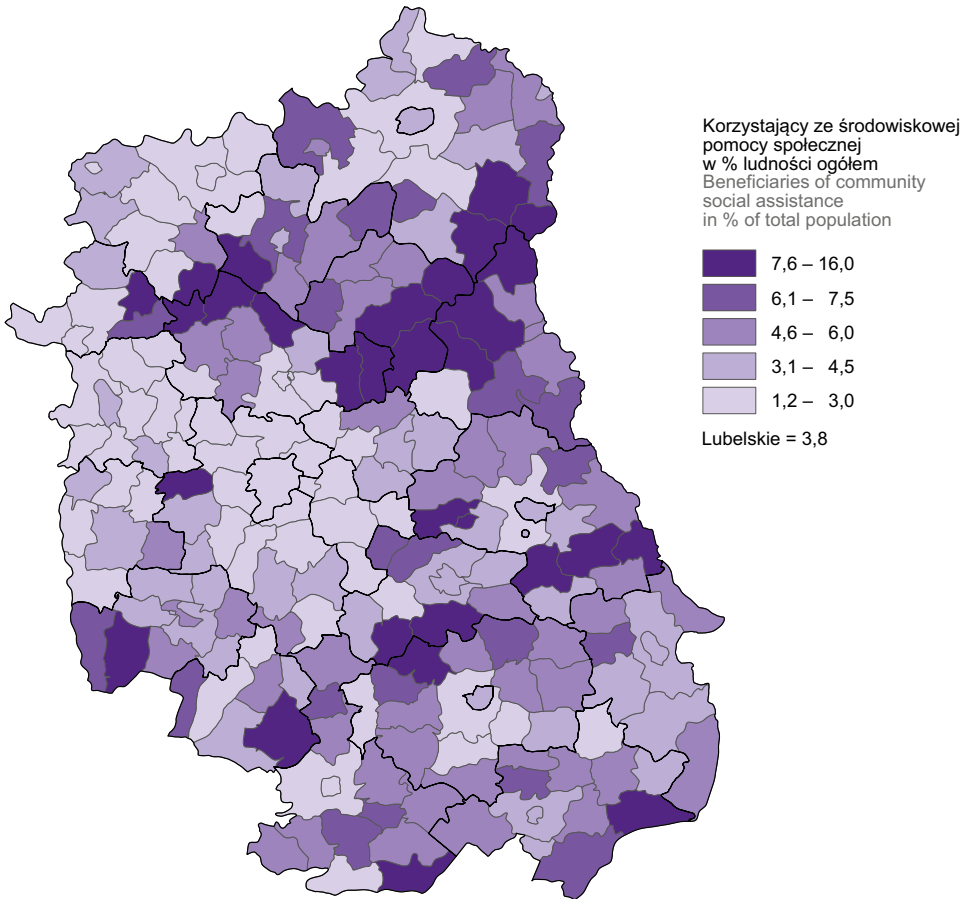 Korzystający ze środowiskowej
pomocy społecznej
w % ludności ogółem
Beneficiaries of community
social assistance
in % of total population
7,6 – 16,0
6,1 – 7,5
4,6 – 6,0
3,1 – 4,5
1,2 – 3,0
Lubelskie = 3,8